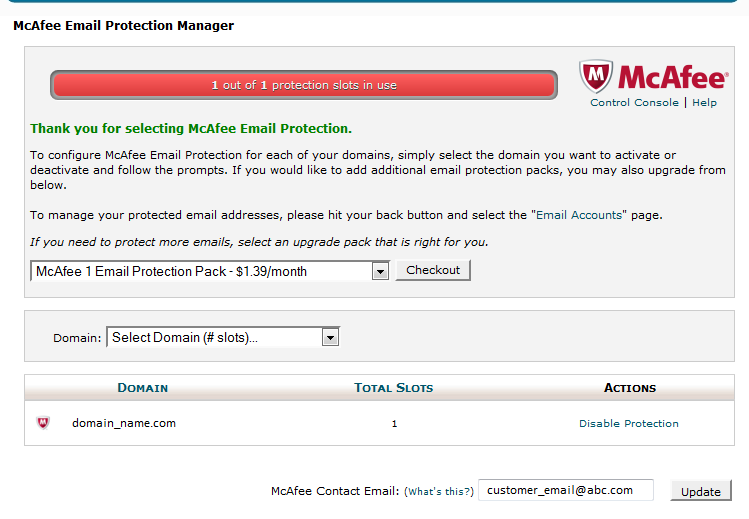 McAfee Email Protection Manager
1 out of 1 protection slots in use
McAfee®
Control Console | Help
Thank you for selecting McAfee Email Protection.
To configure McAfee Email Protection for each of your domains, simply select the domain you want to activate or
deactivate and follow the prompts. If you would like to add additional email protection packs, you may also upgrade from
below.
To manage your protected email addresses, please hit your back button and select the "Email Accounts" page.
If you need to protect more emails, select an upgrade pack that is right for you.
McAfee 1 Email Protection Pack - $1.39/month Checkout
Domain: Select Domain (# slots)...
DOMAIN TOTAL SLOTS ACTIONS
domain_name.com 1 Disable Protection
McAfee Contact Email: (What's this?) customer_email@abc.com Update